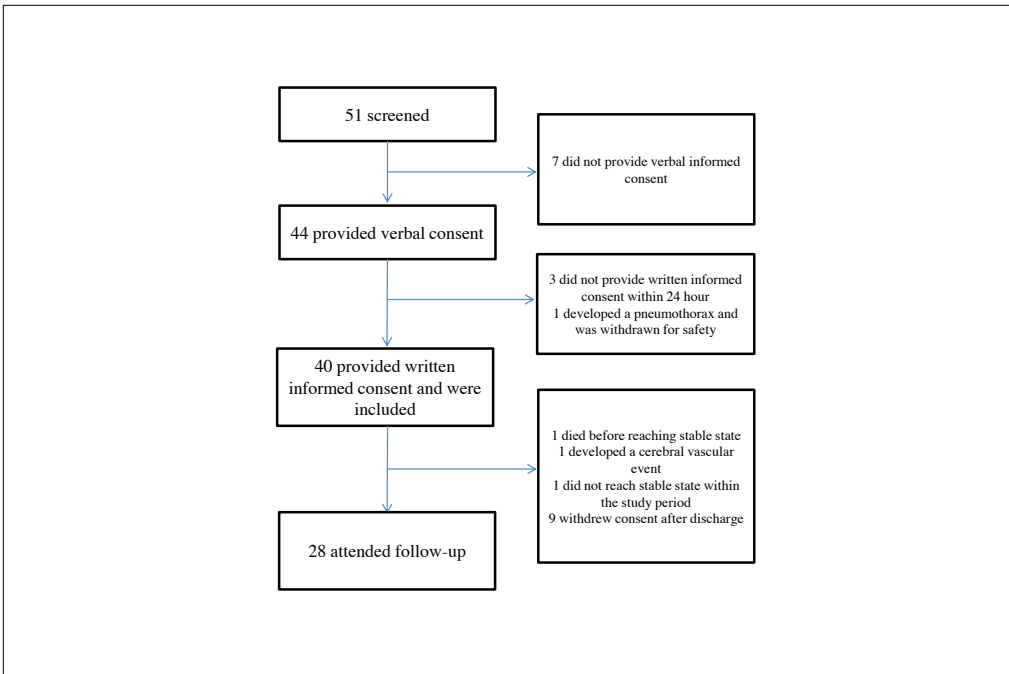 51 screened
7 did not provide verbal informed
consent
44 provided verbal consent
3 did not provide written informed
consent within 24 hour
1 developed a pneumothorax and
was withdrawn for safety
40 provided written
informed consent and were
included
1 died before reaching stable state
1 developed a cerebral vascular
event
1 did not reach stable state within
the study period
9 withdrew consent after discharge
28 attended follow-up